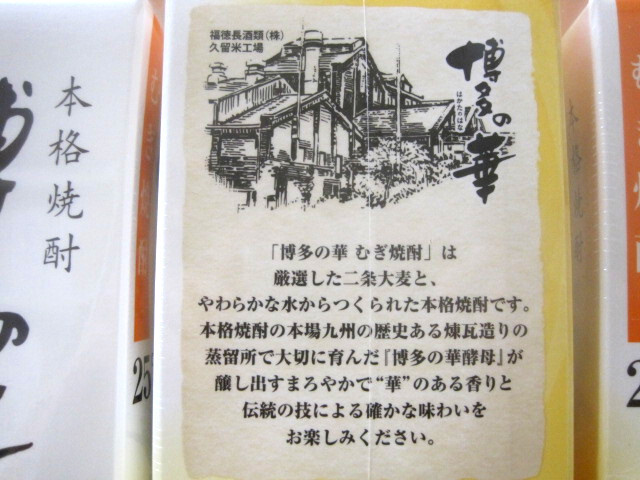 福徳長酒類(株)
久留米工場
博多の華
はかたのはな
「博多の華 むぎ焼酎」は
厳選した二条大麦と、
やわらかな水からつくられた本格焼酎です。
本格焼酎の本場九州の歴史ある煉瓦造りの
蒸留所で大切に育んだ『博多の華酵母』が
醸し出すまろやかで“華”のある香りと
伝統の技による確かな味わいを
お楽しみください。
本格焼酎
25
本格焼酎
2